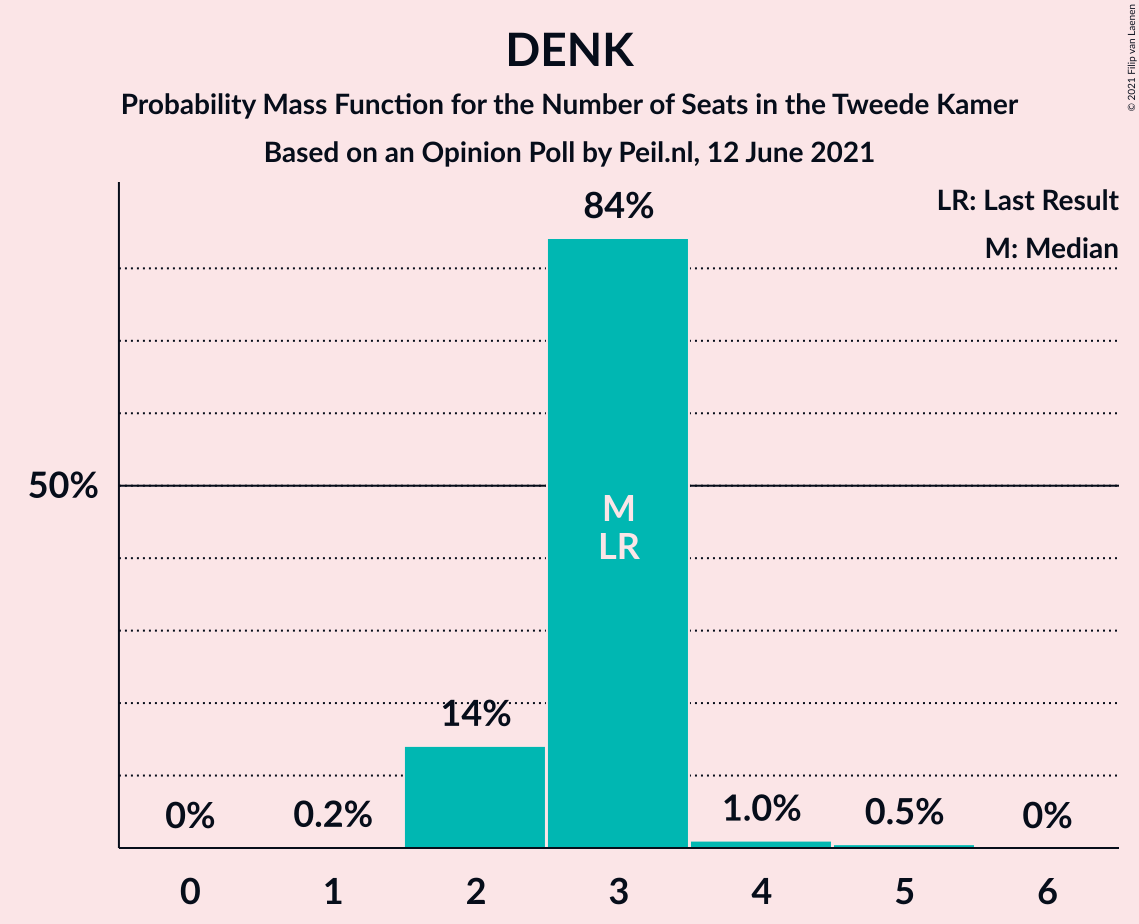 DENK
Probability Mass Function for the Number of Seats in the Tweede Kamer
Based on an Opinion Poll by Peil.nl, 12 June 2021
© 2021 Filip van Laenen
LR: Last Result
M: Median
84%
50%
M
LR
14%
0%
0.2%
1.0%
0.5%
0%
0 1 2 3 4 5 6